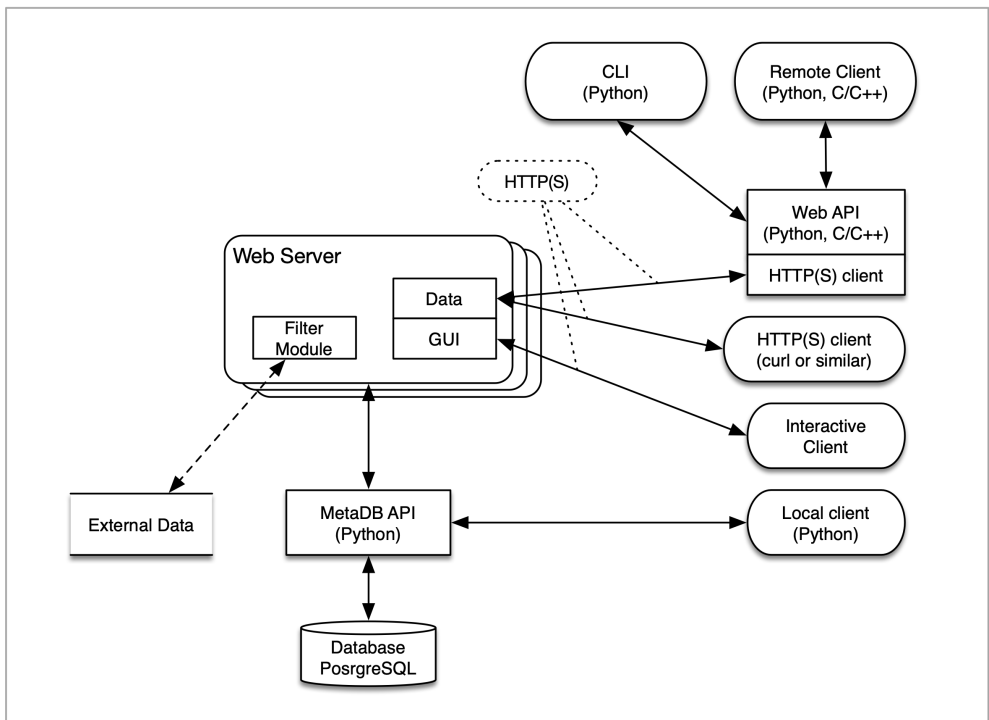 CLI
(Python)
Remote Client
(Python, C/C++)
HTTP(S)
Web API
(Python, C/C++)
HTTP(S) client
Web Server
Data
GUI
Filter
Module
HTTP(S) client
(curl or similar)
Interactive
Client
External Data
MetaDB API
(Python)
Local client
(Python)
Database
PosrgreSQL